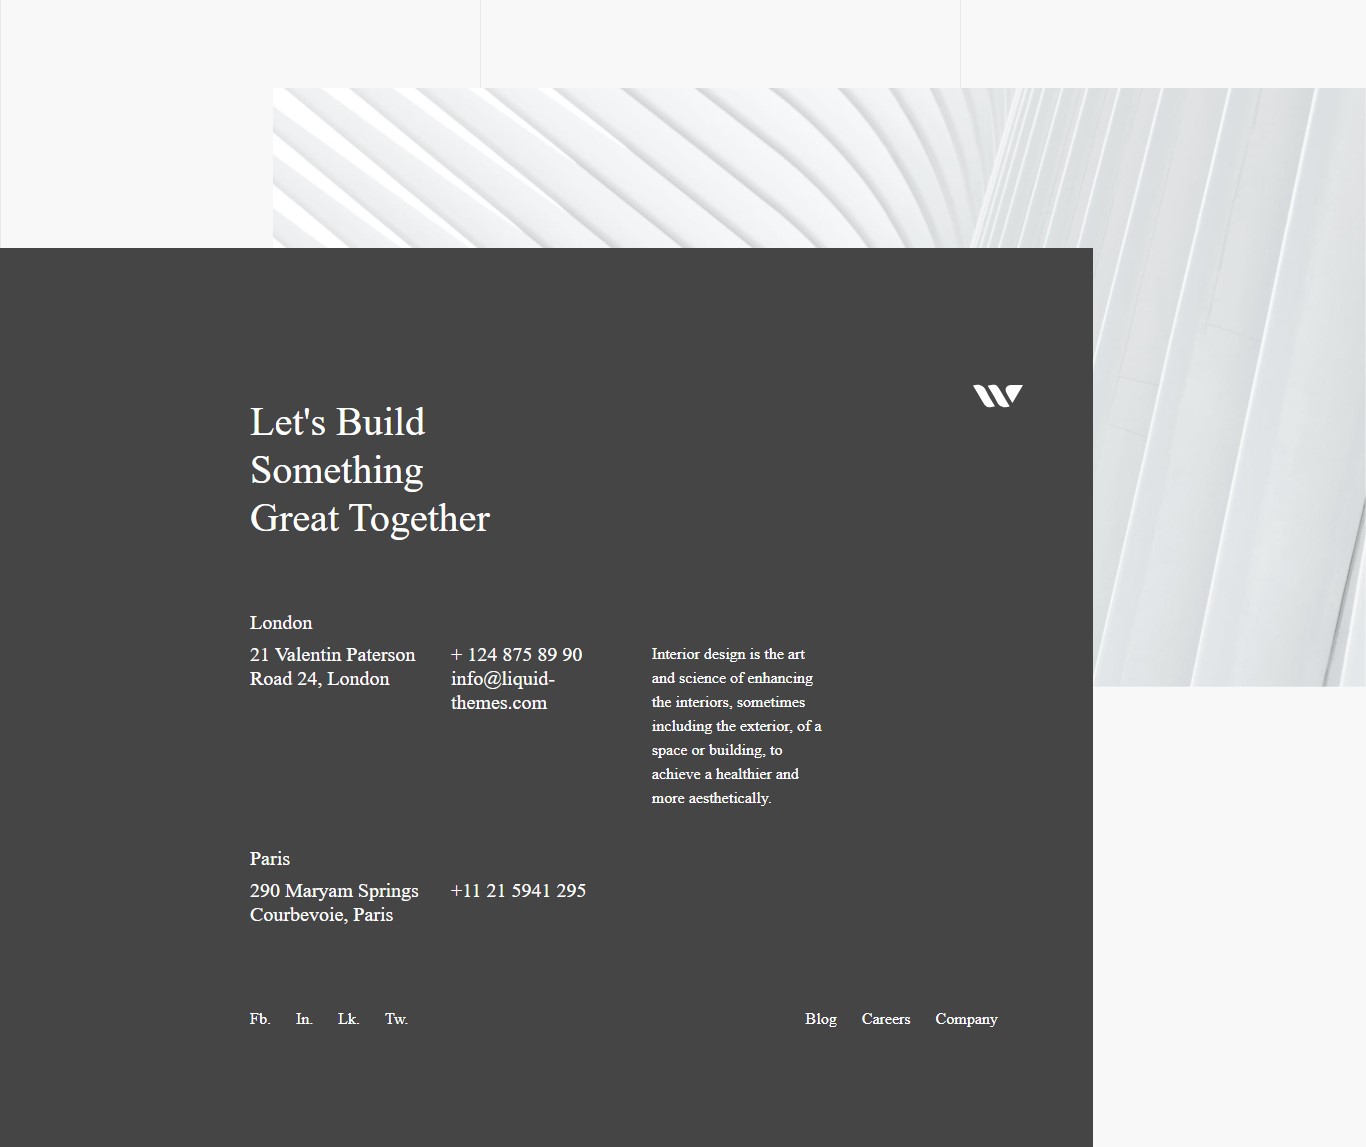 Let's Build
Something
Great Together
London
21 Valentin Paterson
Road 24, London
+ 124 875 89 90
info@liquid-
themes.com
Interior design is the art
and science of enhancing
the interiors, sometimes
including the exterior, of a
space or building, to
achieve a healthier and
more aesthetically.
Paris
290 Maryam Springs
Courbevoie, Paris
+11 21 5941 295
Fb. In. Lk. Tw.
Blog Careers Company